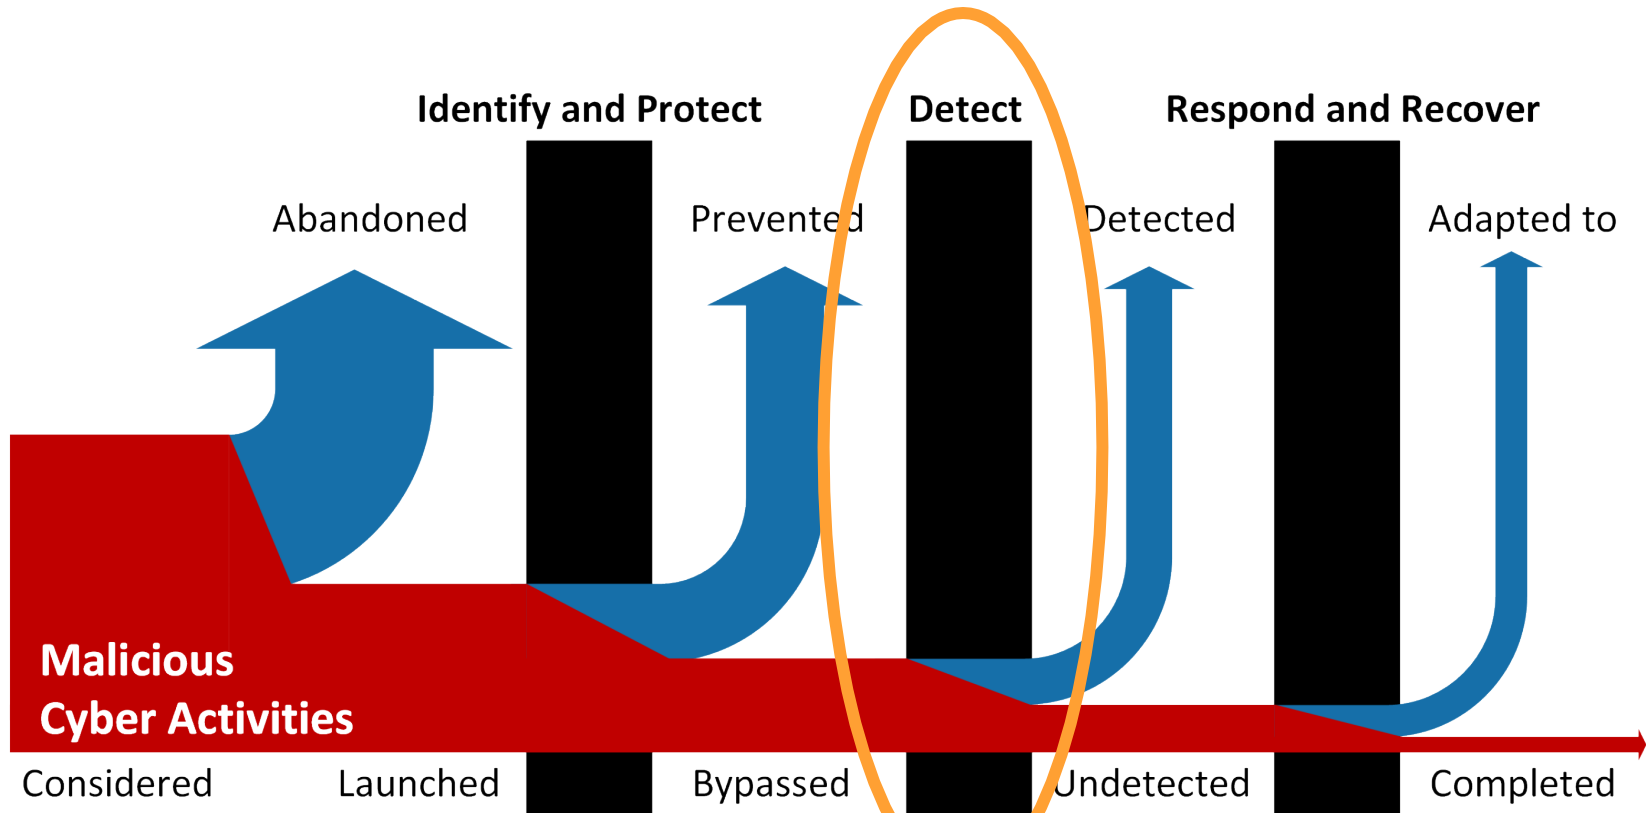 Identify and Protect
Detect
Respond and Recover
Abandoned
Prevented
Detected
Adapted to
Malicious
Cyber Activities
Considered
Launched
Bypassed
Undetected
Completed